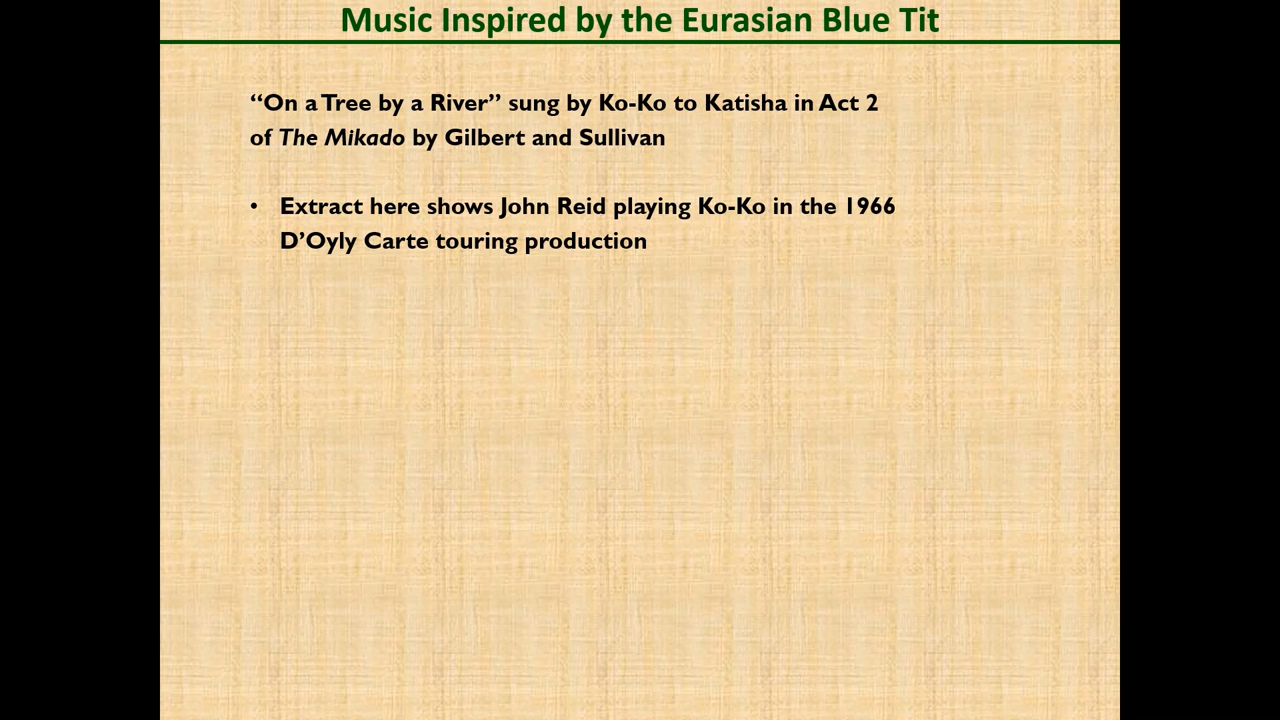 Music Inspired by the Eurasian Blue Tit
“On a Tree by a River” sung by Ko-Ko to Katisha in Act 2
of The Mikado by Gilbert and Sullivan
• Extract here shows John Reid playing Ko-Ko in the 1966
D’Oyly Carte touring production